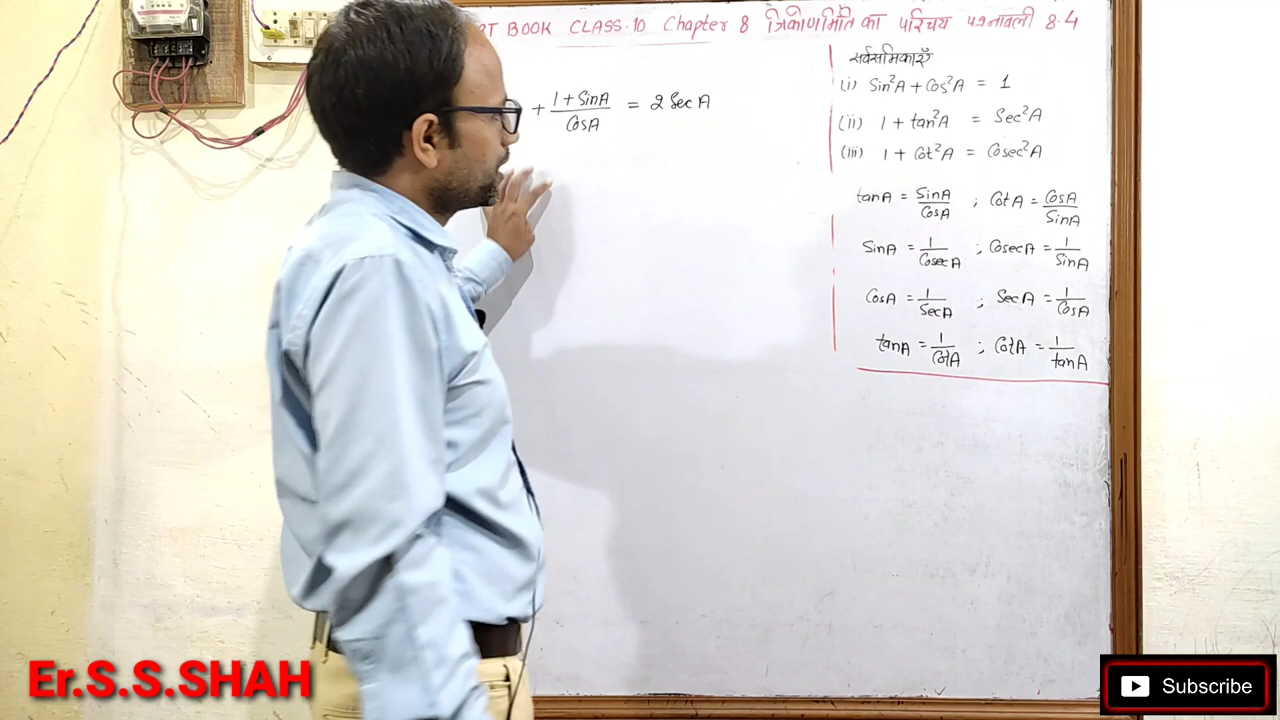 BOOK CLASS.10 Chapter 8 त्रिकोणमिति का परिचय प्रश्नावली 8.4
+ (1 + SinA)/CosA = 2 Sec A
सर्वसमिकाएँ
(i) Sin²A + Cos²A = 1
(ii) 1 + tan²A = Sec²A
(iii) 1 + Cot²A = Cosec²A
tanA = SinA/CosA ; CotA = CosA/SinA
SinA = 1/CosecA ; CosecA = 1/SinA
CosA = 1/SecA ; SecA = 1/CosA
tanA = 1/CotA ; CotA = 1/tanA
Er.S.S.SHAH
Subscribe